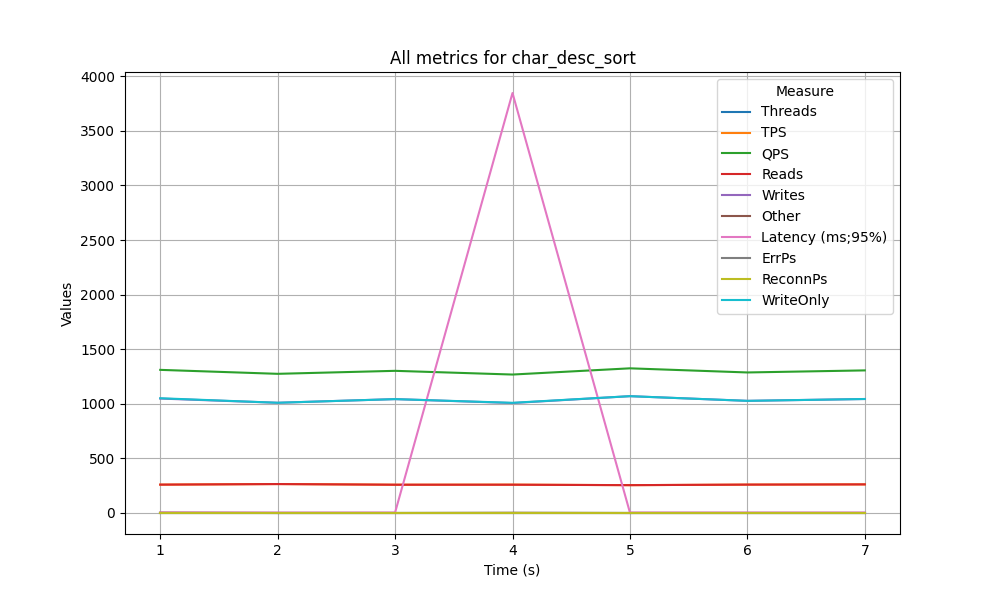 All metrics for char_desc_sort
4000
3500
3000
2500
2000
1500
1000
500
0
Values
Measure
Threads
TPS
QPS
Reads
Writes
Other
Latency (ms;95%)
ErrPs
ReconnPs
WriteOnly
1 2 3 4 5 6 7
Time (s)